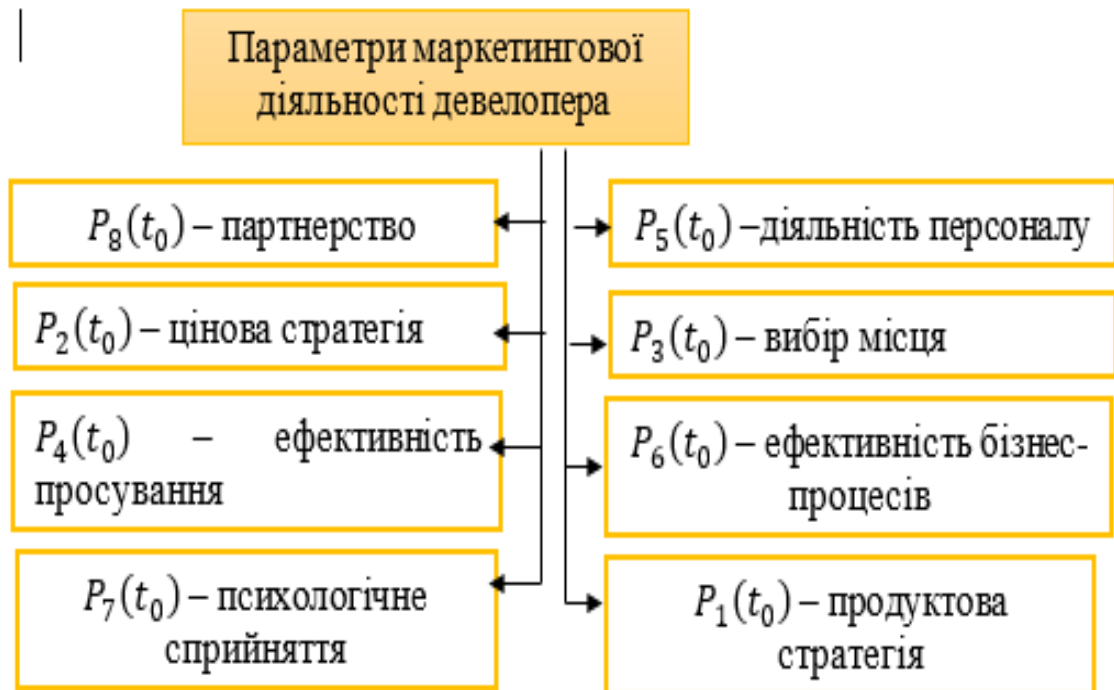 Параметри маркетингової
діяльності девелопера
P₈(t₀) – партнерство
P₅(t₀) –діяльність персоналу
P₂(t₀) – цінова стратегія
P₃(t₀) – вибір місця
P₄(t₀) – ефективність
просування
P₆(t₀) – ефективність бізнес-
процесів
P₇(t₀) – психологічне
сприйняття
P₁(t₀) – продуктова
стратегія